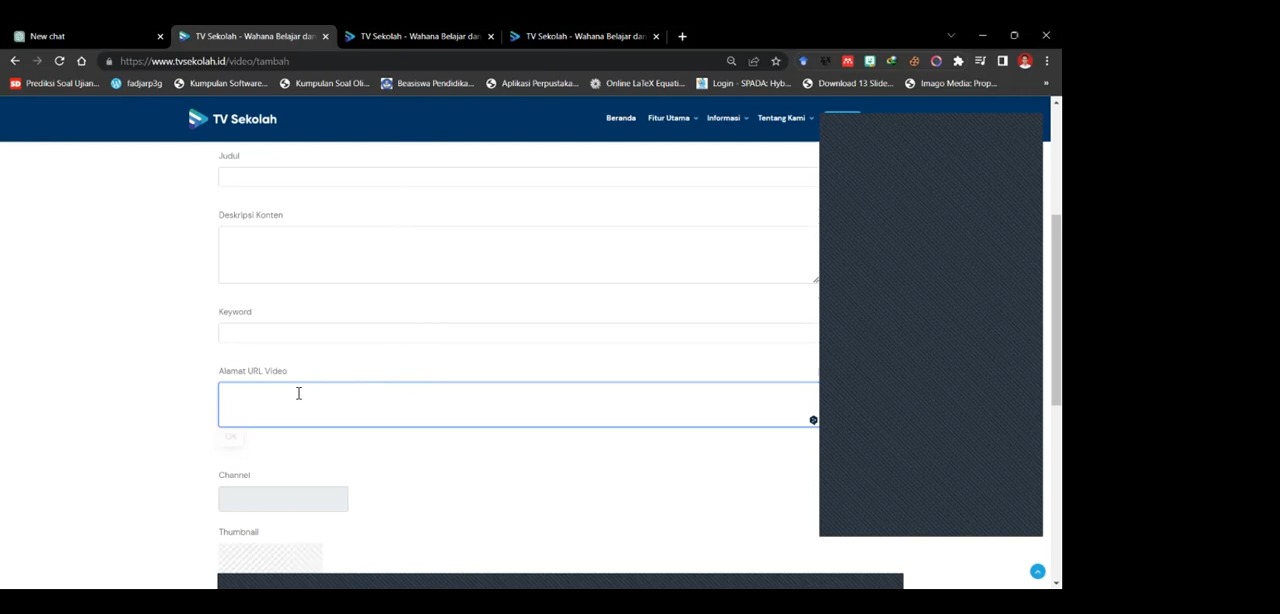 New chat
TV Sekolah - Wahana Belajar dan
TV Sekolah - Wahana Belajar dan
TV Sekolah - Wahana Belajar dan
https://www.tvsekolah.id/video/tambah
Prediksi Soal Ujian...
fadjarp3g
Kumpulan Software...
Kumpulan Soal Oli...
Beasiswa Pendidika...
Aplikasi Perpustaka...
Online LaTeX Equati...
Login - SPADA: Hyb...
Download 13 Slide...
Imago Media: Prop...
TV Sekolah
Beranda
Fitur Utama
Informasi
Tentang Kami
Judul
Deskripsi Konten
Keyword
Alamat URL Video
OK
Channel
Thumbnail